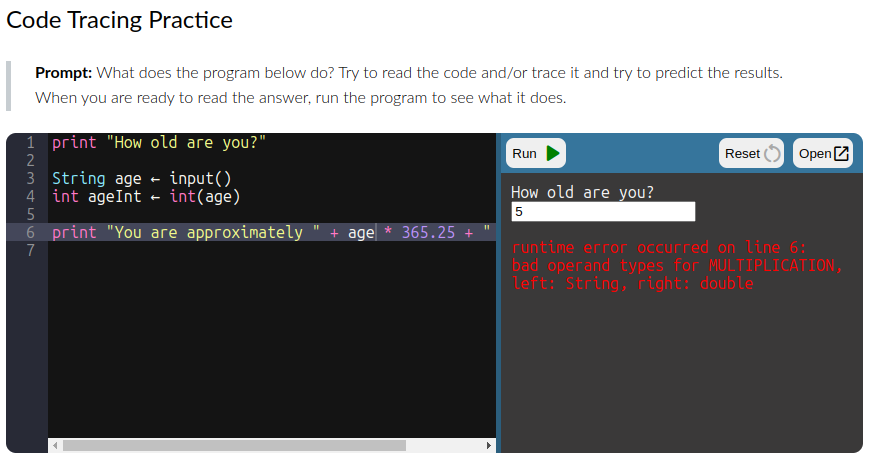 Code Tracing Practice
Prompt: What does the program below do? Try to read the code and/or trace it and try to predict the results.
When you are ready to read the answer, run the program to see what it does.
1 print "How old are you?"
2
3 String age ← input()
4 int ageInt ← int(age)
5
6 print "You are approximately " + age * 365.25 + "
7
Run
Reset
Open
How old are you?
5
runtime error occurred on line 6:
bad operand types for MULTIPLICATION,
left: String, right: double